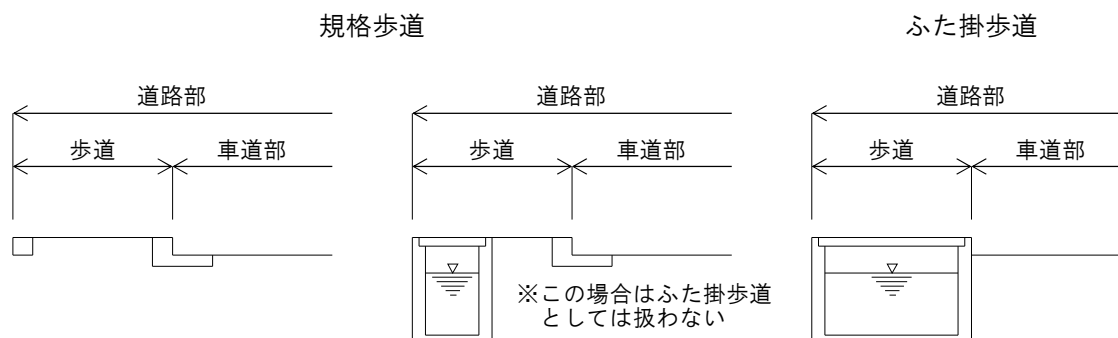 規格歩道
ふた掛歩道
道路部
道路部
道路部
歩道
車道部
歩道
車道部
歩道
車道部
※この場合はふた掛歩道
としては扱わない